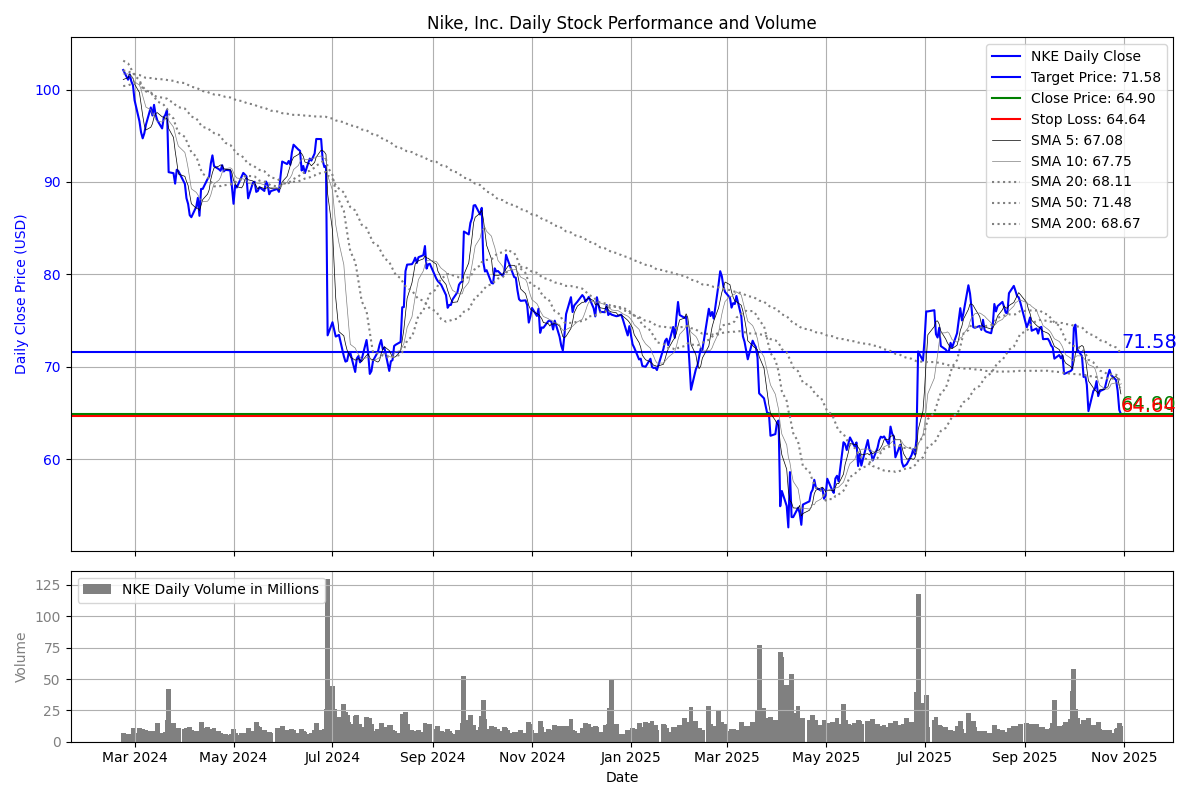 Nike, Inc. Daily Stock Performance and Volume
Daily Close Price (USD)
100
90
80
70
60
NKE Daily Close
Target Price: 71.58
Close Price: 64.90
Stop Loss: 64.64
SMA 5: 67.08
SMA 10: 67.75
SMA 20: 68.11
SMA 50: 71.48
SMA 200: 68.67
71.58
64.90
64.64
Volume
125
100
75
50
25
0
NKE Daily Volume in Millions
Mar 2024 May 2024 Jul 2024 Sep 2024 Nov 2024 Jan 2025 Mar 2025 May 2025 Jul 2025 Sep 2025 Nov 2025
Date